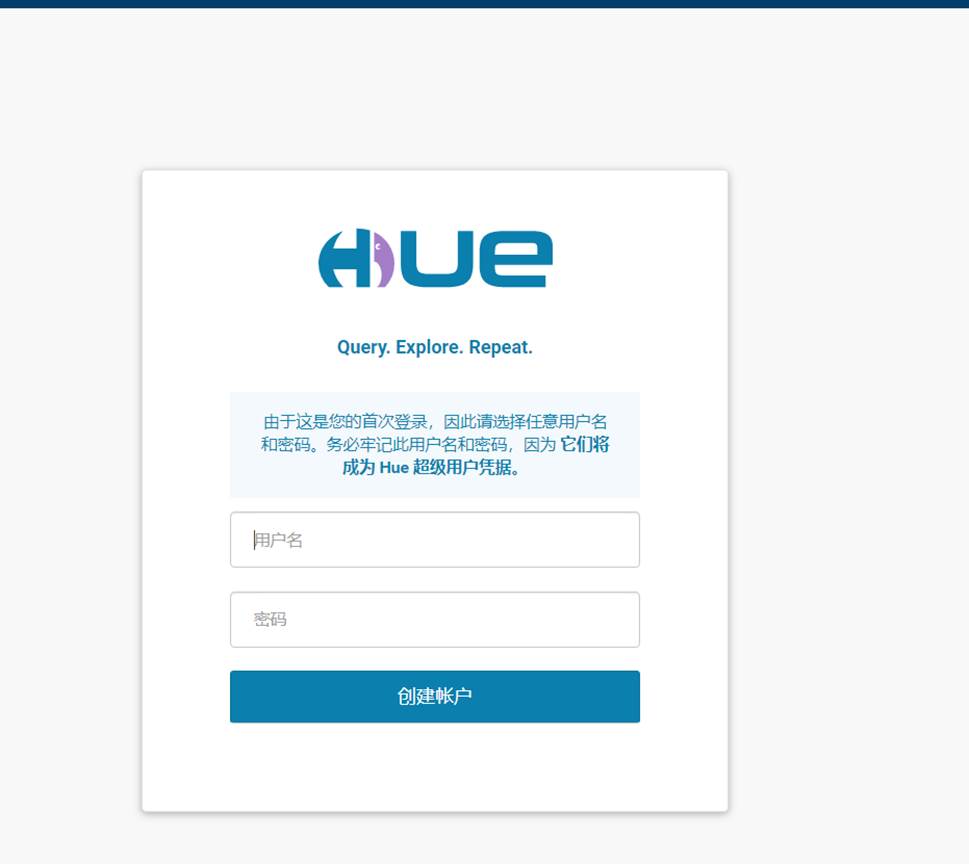 HUE
Query. Explore. Repeat.
由于这是您的首次登录，因此请选择任意用户名
和密码。务必牢记此用户名和密码，因为 它们将
成为 Hue 超级用户凭据。
用户名
密码
创建帐户